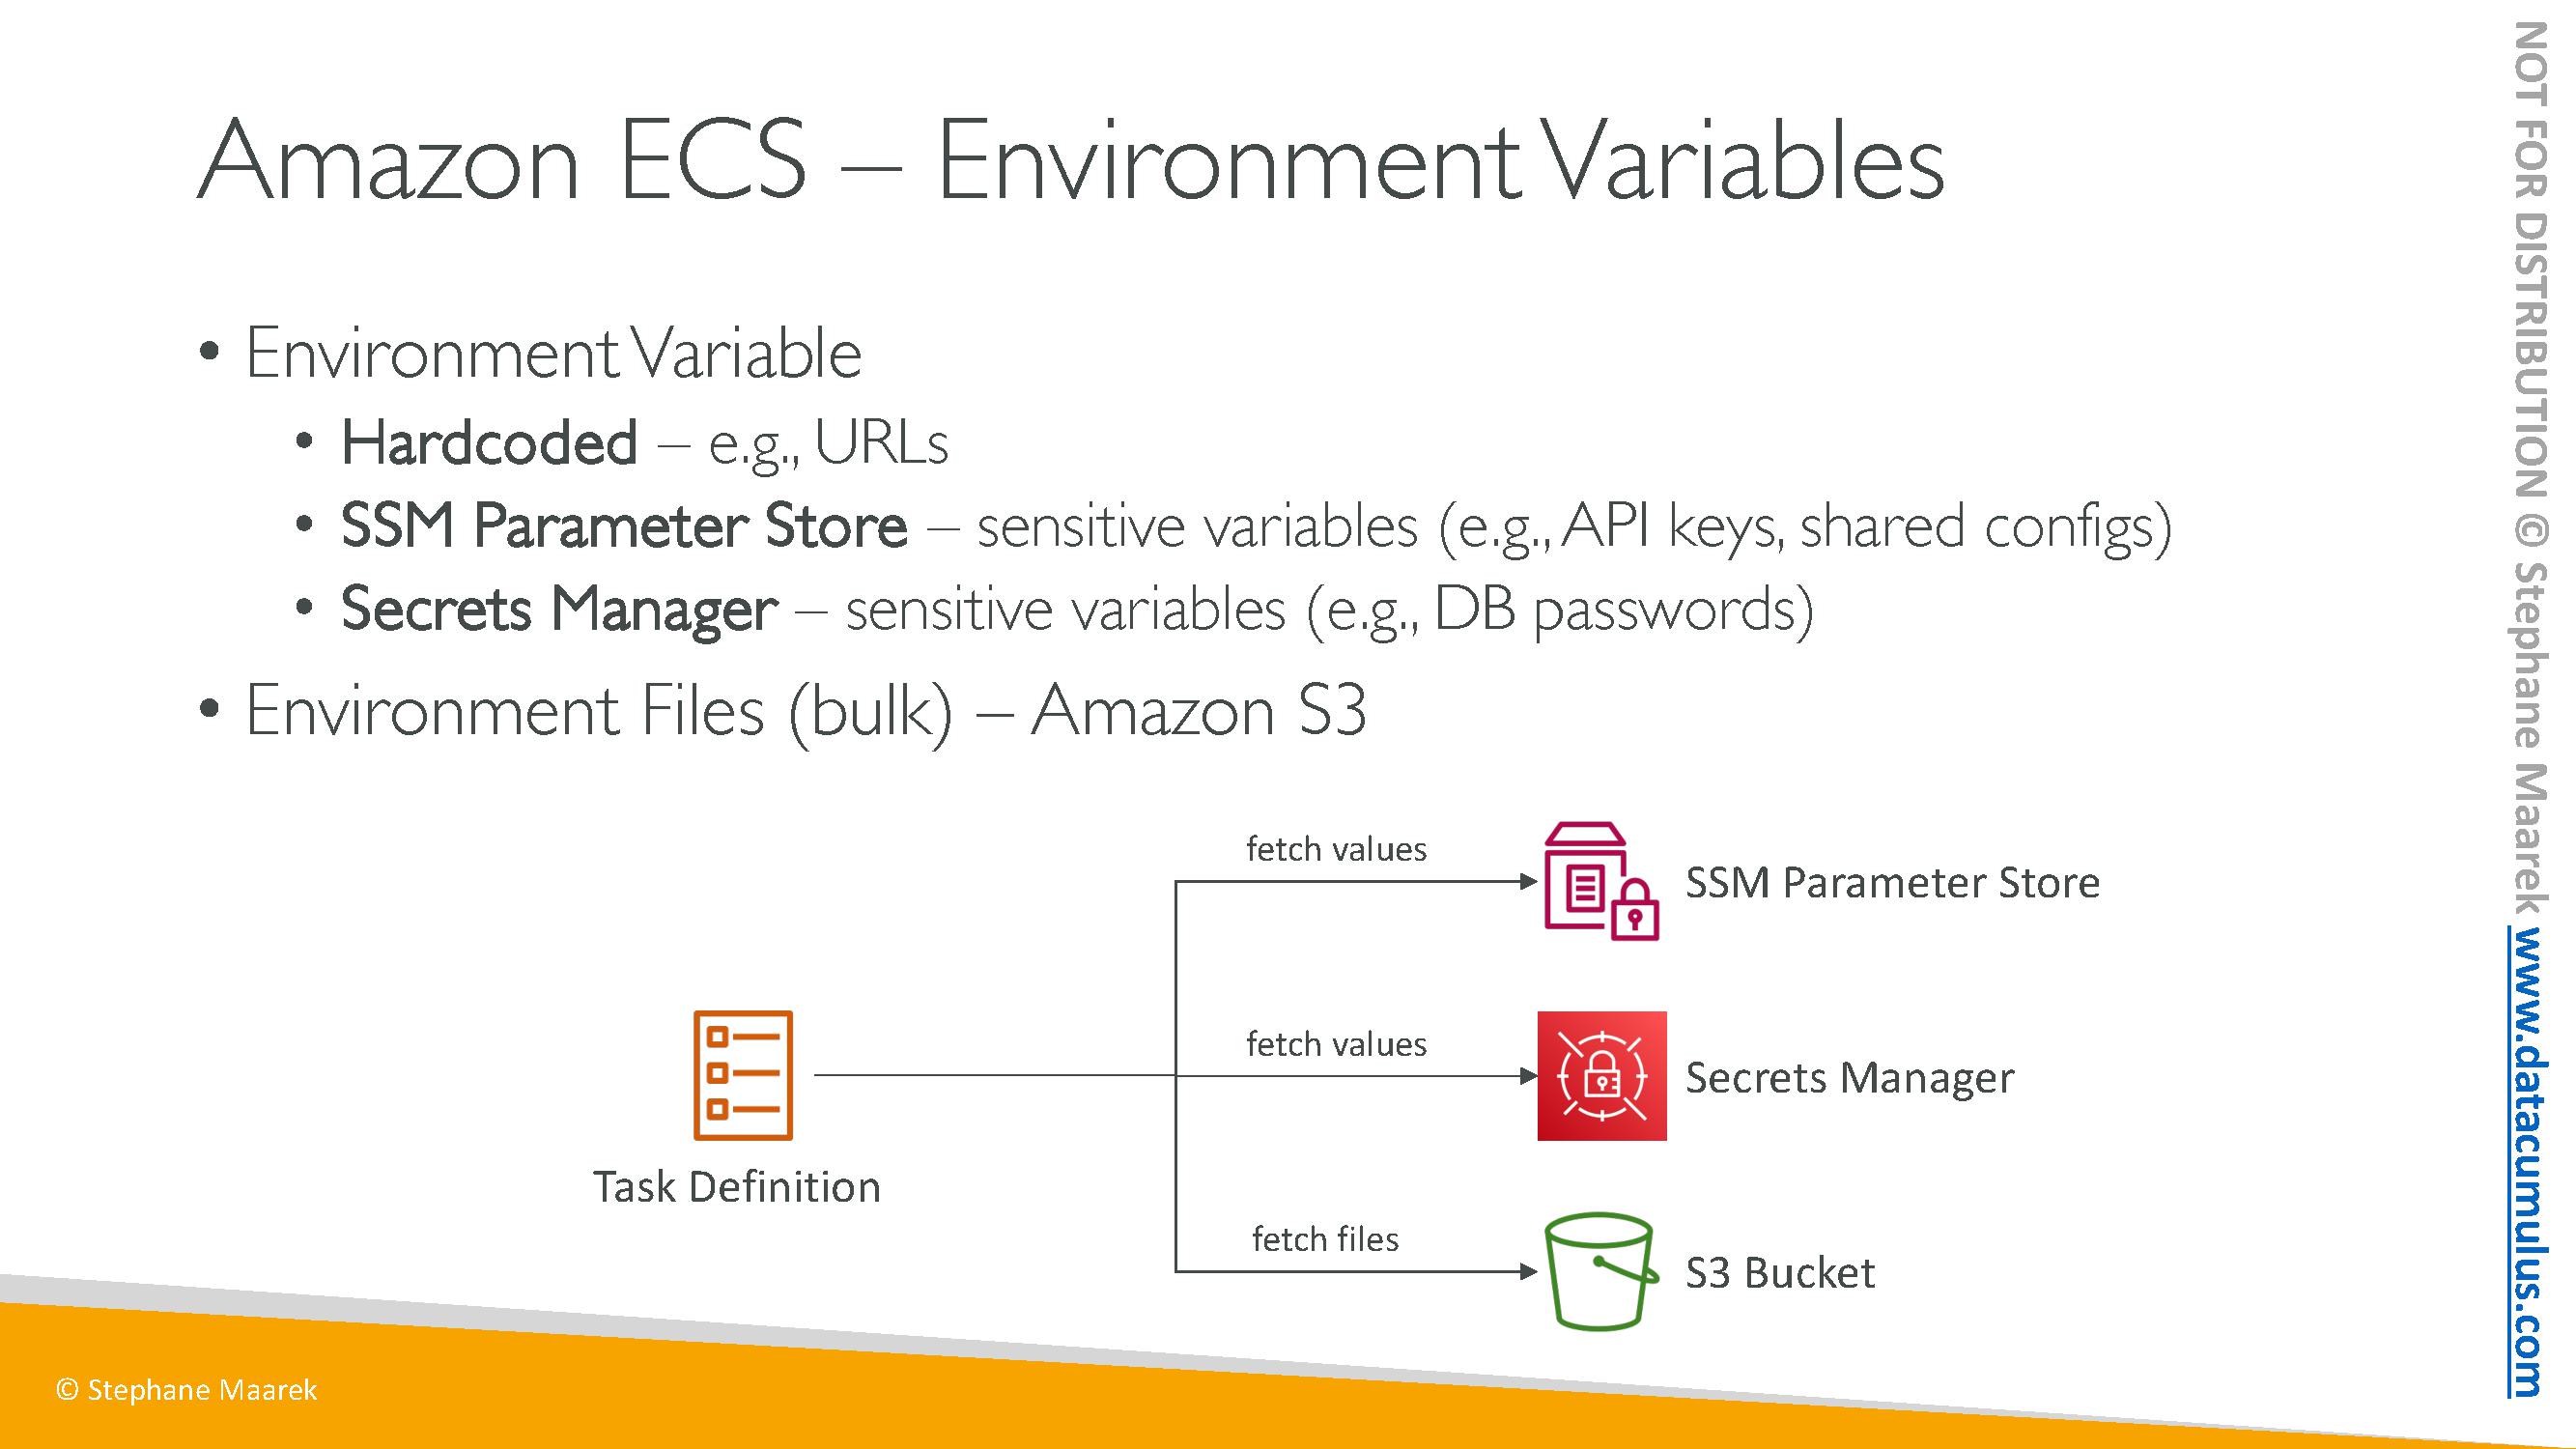 Amazon ECS – Environment Variables
• Environment Variable
• Hardcoded – e.g., URLs
• SSM Parameter Store – sensitive variables (e.g., API keys, shared configs)
• Secrets Manager – sensitive variables (e.g., DB passwords)
• Environment Files (bulk) – Amazon S3
fetch values
SSM Parameter Store
fetch values
Secrets Manager
Task Definition
fetch files
S3 Bucket
© Stephane Maarek
NOT FOR DISTRIBUTION © Stephane Maarek www.datacumulus.com